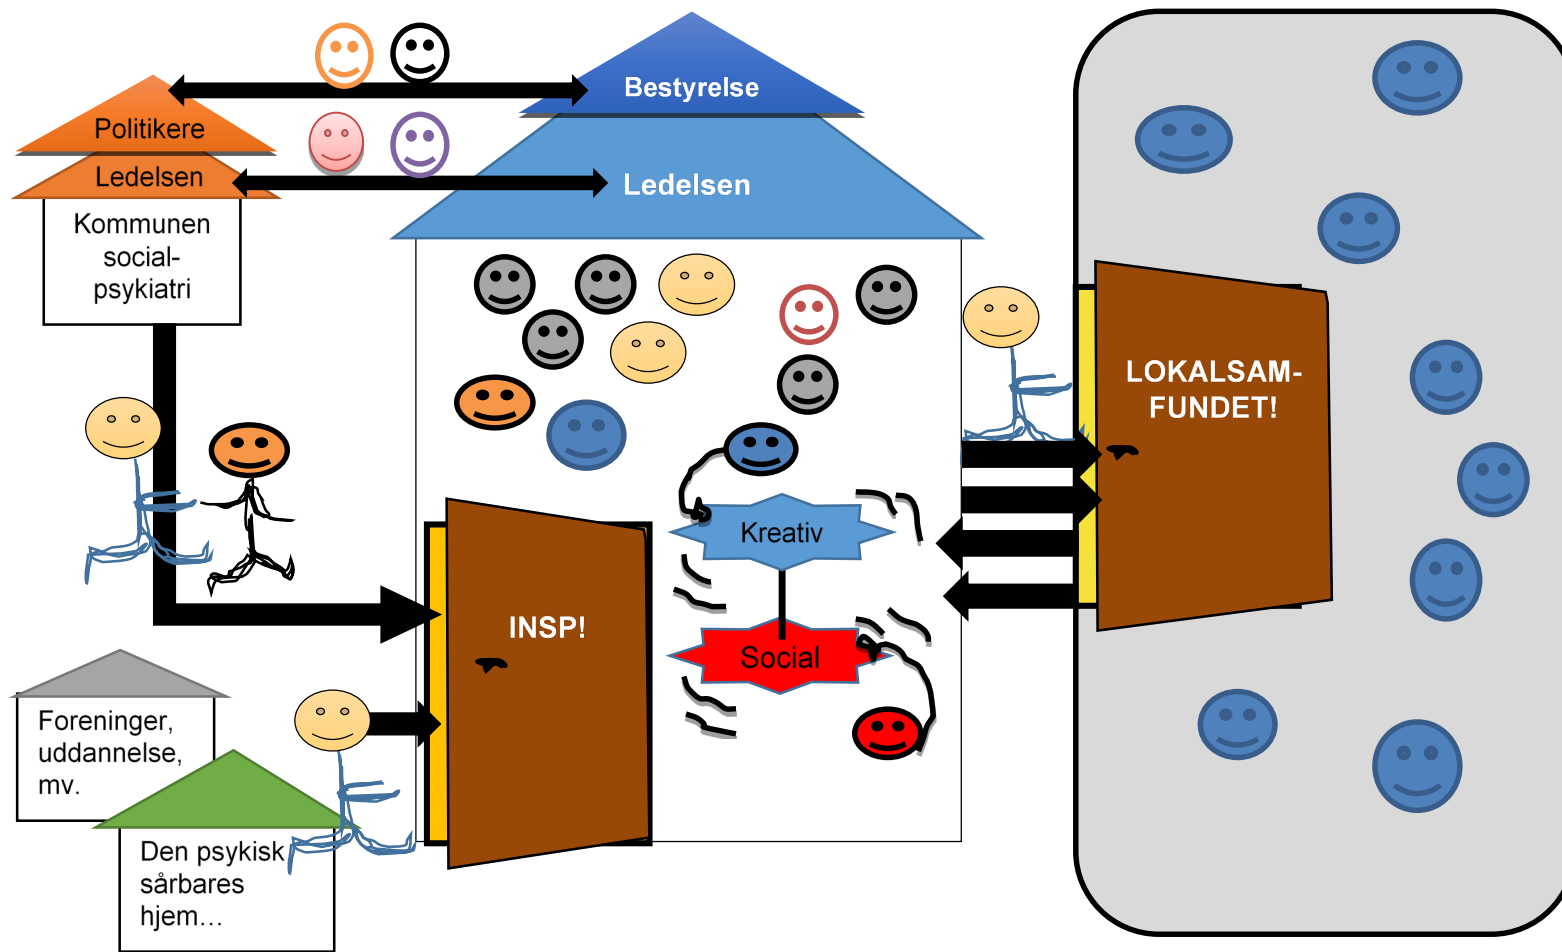 Bestyrelse
Politikere
Ledelsen
Ledelsen
Kommunen
social-
psykiatri
LOKALSAM-
FUNDET!
Kreativ
INSP!
Social
Foreninger,
uddannelse,
mv.
Den psykisk
sårbares
hjem…